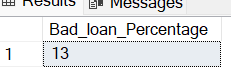 Results Messages
Bad_loan_Percentage
1 13